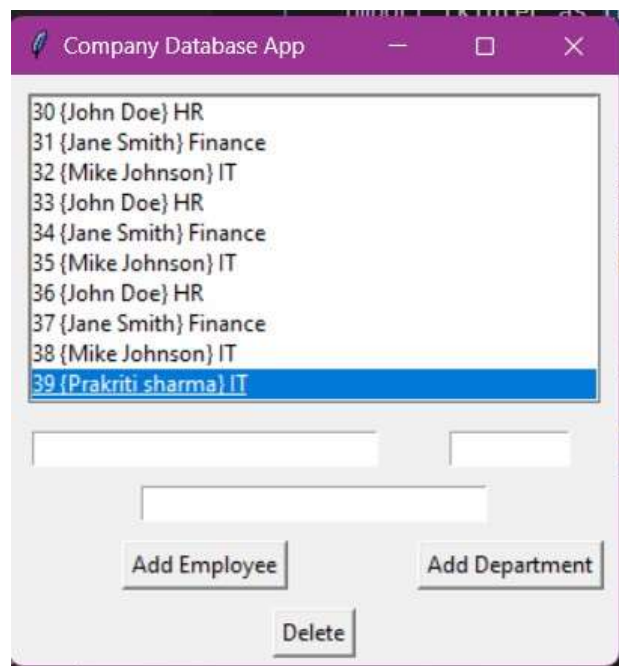 Company Database App
30 {John Doe} HR
31 {Jane Smith} Finance
32 {Mike Johnson} IT
33 {John Doe} HR
34 {Jane Smith} Finance
35 {Mike Johnson} IT
36 {John Doe} HR
37 {Jane Smith} Finance
38 {Mike Johnson} IT
39 {Prakriti sharma} IT
Add Employee Add Department
Delete